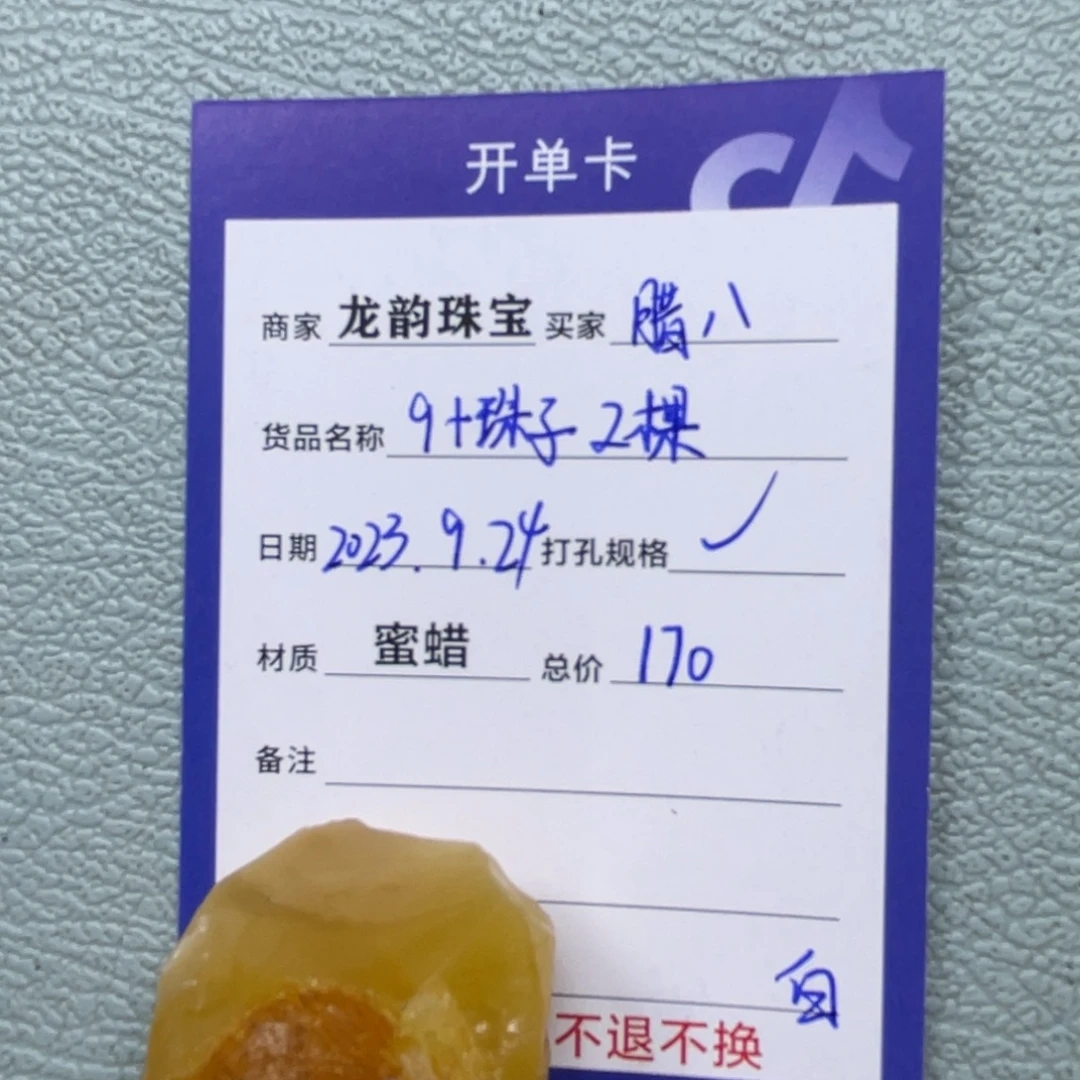 开单卡
商家 龙韵珠宝 买家 腊八
货品名称 9+珠子 2棵
日期 2023.9.24 打孔规格 ✓
材质 蜜蜡 总价 170
备注
不退不换